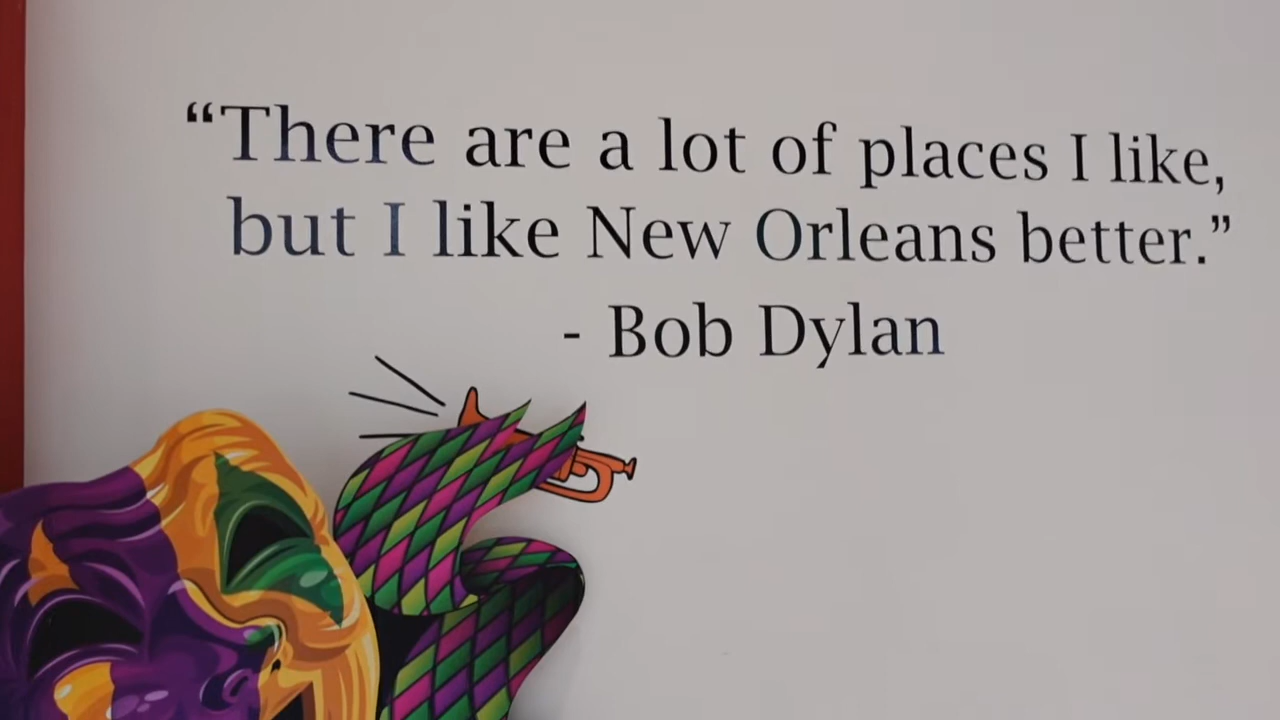 “There are a lot of places I like,
but I like New Orleans better.”
- Bob Dylan